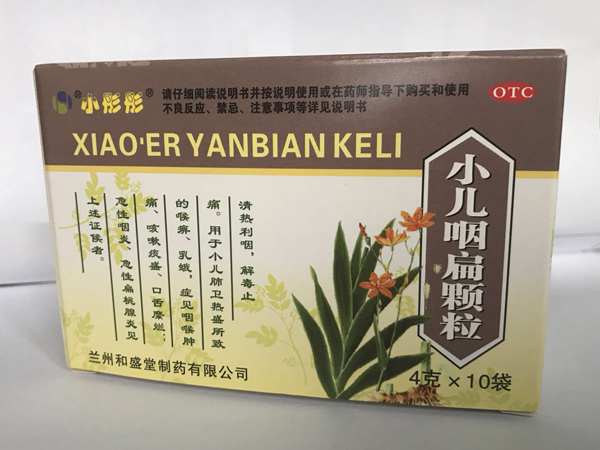 小彤彤®
请仔细阅读说明书并按说明使用或在药师指导下购买和使用
不良反应、禁忌、注意事项等详见说明书
OTC
XIAO'ER YANBIAN KELI
小儿咽扁颗粒
清热利咽，解毒止
痛。用于小儿肺卫热盛所致
的喉痹、乳蛾，症见咽喉肿
痛、咳嗽痰盛、口舌糜烂；
急性咽炎、急性扁桃腺炎见
上述证候者。
4克×10袋
兰州和盛堂制药有限公司